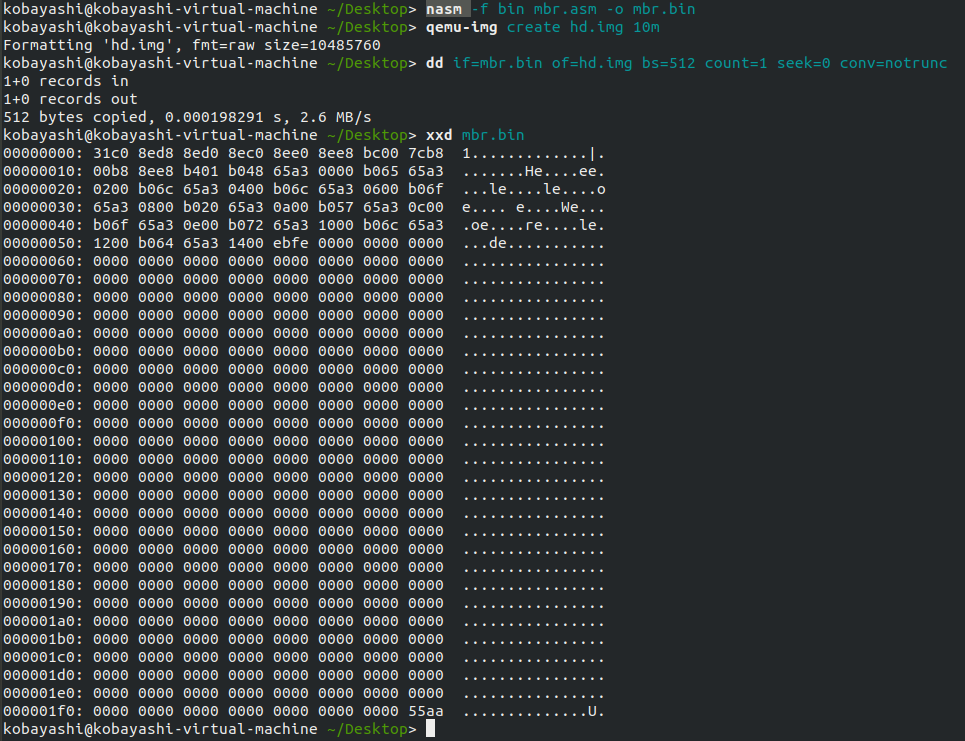 kobayashi@kobayashi-virtual-machine ~/Desktop> nasm -f bin mbr.asm -o mbr.bin
kobayashi@kobayashi-virtual-machine ~/Desktop> qemu-img create hd.img 10m
Formatting 'hd.img', fmt=raw size=10485760
kobayashi@kobayashi-virtual-machine ~/Desktop> dd if=mbr.bin of=hd.img bs=512 count=1 seek=0 conv=notrunc
1+0 records in
1+0 records out
512 bytes copied, 0.000198291 s, 2.6 MB/s
kobayashi@kobayashi-virtual-machine ~/Desktop> xxd mbr.bin
00000000: 31c0 8ed8 8ed0 8ec0 8ee0 8ee8 bc00 7cb8  1.............|.
00000010: 00b8 8ee8 b401 b048 65a3 0000 b065 65a3  .......He....ee.
00000020: 0200 b06c 65a3 0400 b06c 65a3 0600 b06f  ...le....le....o
00000030: 65a3 0800 b020 65a3 0a00 b057 65a3 0c00  e.... e....We...
00000040: b06f 65a3 0e00 b072 65a3 1000 b06c 65a3  .oe....re....le.
00000050: 1200 b064 65a3 1400 ebfe 0000 0000 0000  ...de...........
00000060: 0000 0000 0000 0000 0000 0000 0000 0000  ................
00000070: 0000 0000 0000 0000 0000 0000 0000 0000  ................
00000080: 0000 0000 0000 0000 0000 0000 0000 0000  ................
00000090: 0000 0000 0000 0000 0000 0000 0000 0000  ................
000000a0: 0000 0000 0000 0000 0000 0000 0000 0000  ................
000000b0: 0000 0000 0000 0000 0000 0000 0000 0000  ................
000000c0: 0000 0000 0000 0000 0000 0000 0000 0000  ................
000000d0: 0000 0000 0000 0000 0000 0000 0000 0000  ................
000000e0: 0000 0000 0000 0000 0000 0000 0000 0000  ................
000000f0: 0000 0000 0000 0000 0000 0000 0000 0000  ................
00000100: 0000 0000 0000 0000 0000 0000 0000 0000  ................
00000110: 0000 0000 0000 0000 0000 0000 0000 0000  ................
00000120: 0000 0000 0000 0000 0000 0000 0000 0000  ................
00000130: 0000 0000 0000 0000 0000 0000 0000 0000  ................
00000140: 0000 0000 0000 0000 0000 0000 0000 0000  ................
00000150: 0000 0000 0000 0000 0000 0000 0000 0000  ................
00000160: 0000 0000 0000 0000 0000 0000 0000 0000  ................
00000170: 0000 0000 0000 0000 0000 0000 0000 0000  ................
00000180: 0000 0000 0000 0000 0000 0000 0000 0000  ................
00000190: 0000 0000 0000 0000 0000 0000 0000 0000  ................
000001a0: 0000 0000 0000 0000 0000 0000 0000 0000  ................
000001b0: 0000 0000 0000 0000 0000 0000 0000 0000  ................
000001c0: 0000 0000 0000 0000 0000 0000 0000 0000  ................
000001d0: 0000 0000 0000 0000 0000 0000 0000 0000  ................
000001e0: 0000 0000 0000 0000 0000 0000 0000 0000  ................
000001f0: 0000 0000 0000 0000 0000 0000 0000 55aa  ..............U.
kobayashi@kobayashi-virtual-machine ~/Desktop>